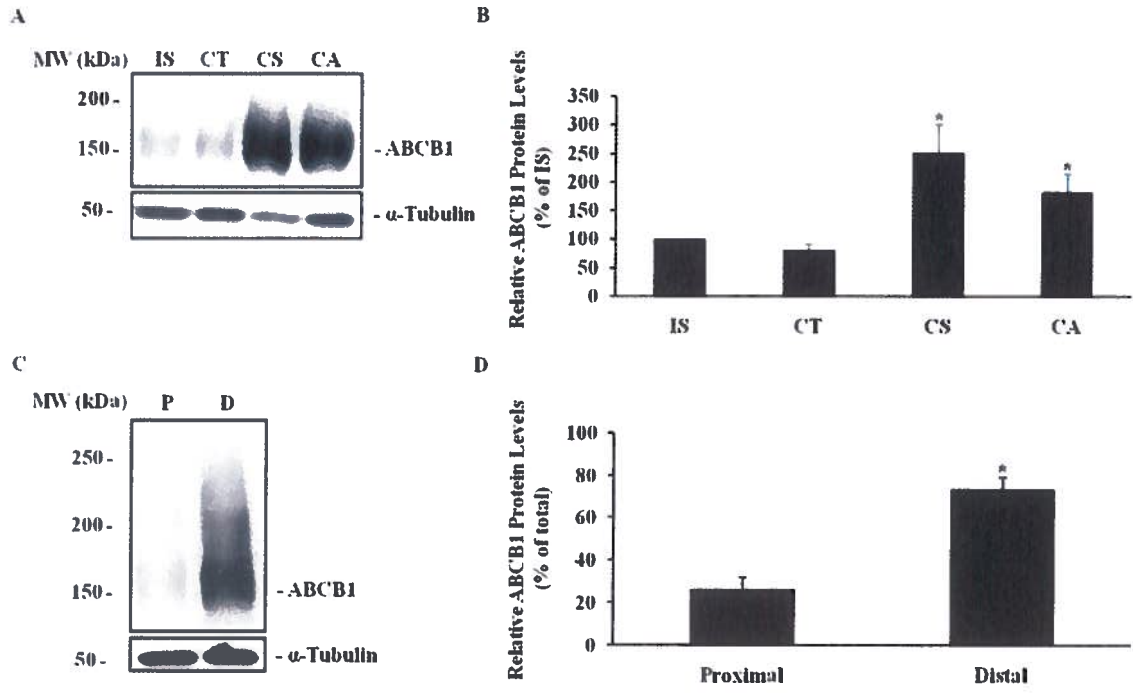 A
MW (kDa) IS CT CS CA
200-
150-
- ABCB1
50-
- α-Tubulin
B
Relative ABCB1 Protein Levels
(% of IS)
350
300
250
200
150
100
50
0
IS CT CS CA
* *
C
MW (kDa) P D
250-
200-
150-
- ABCB1
50-
- α-Tubulin
D
Relative ABCB1 Protein Levels
(% of total)
100
80
60
40
20
0
*
Proximal Distal